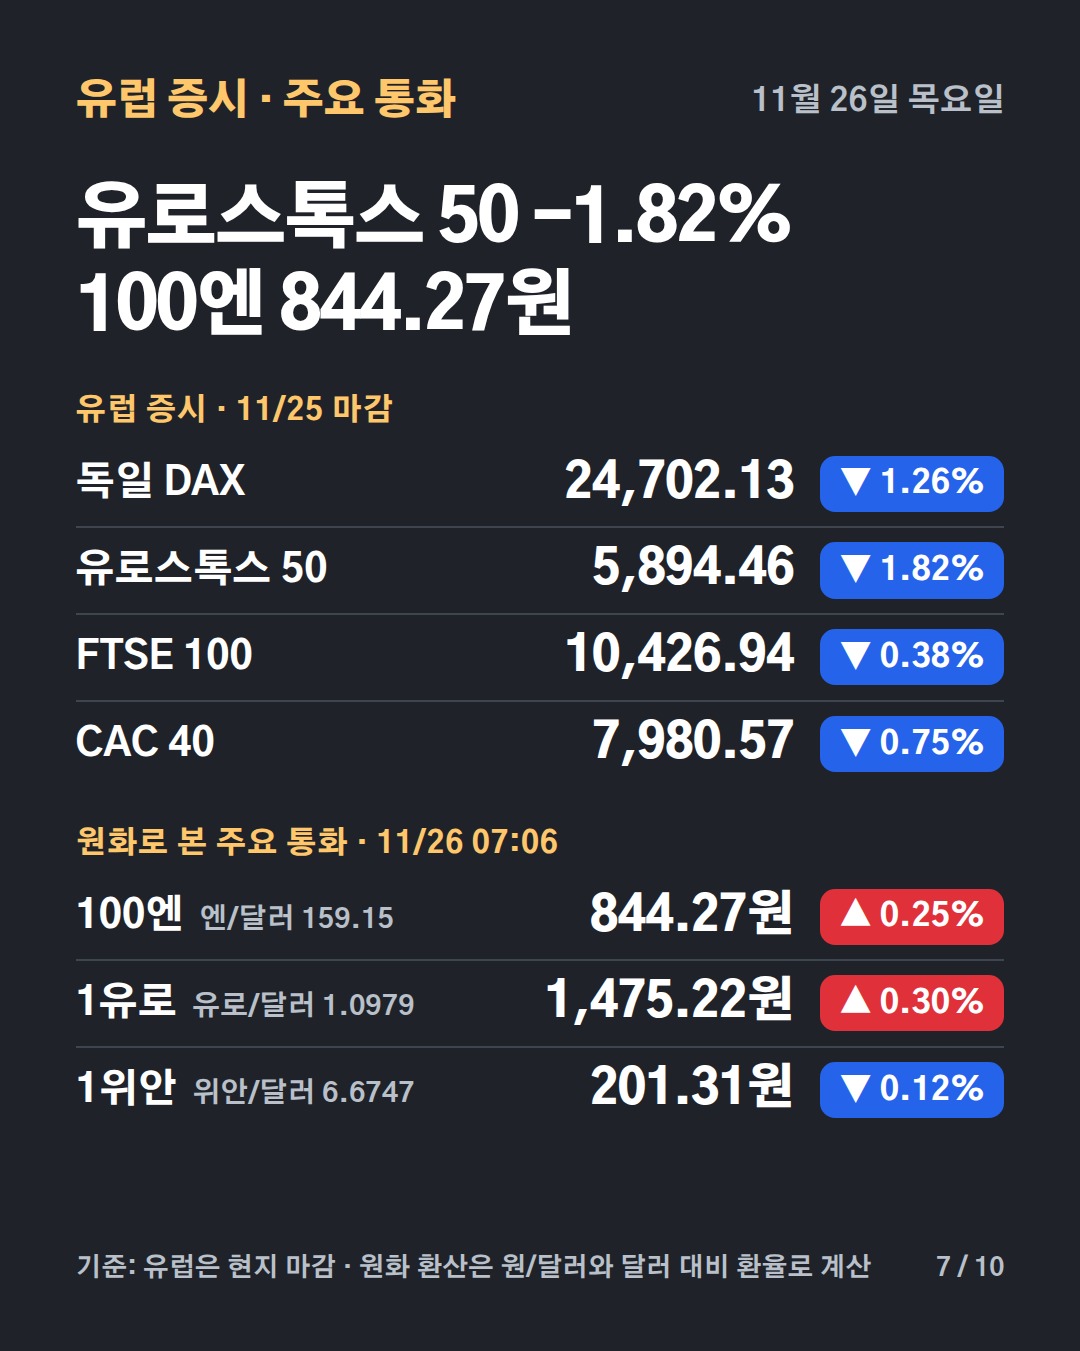 유럽 증시 · 주요 통화 11월 26일 목요일
유로스톡스 50 −1.82%
100엔 844.27원
유럽 증시 · 11/25 마감
독일 DAX 24,702.13 ▼ 1.26%
유로스톡스 50 5,894.46 ▼ 1.82%
FTSE 100 10,426.94 ▼ 0.38%
CAC 40 7,980.57 ▼ 0.75%
원화로 본 주요 통화 · 11/26 07:06
100엔 엔/달러 159.15 844.27원 ▲ 0.25%
1유로 유로/달러 1.0979 1,475.22원 ▲ 0.30%
1위안 위안/달러 6.6747 201.31원 ▼ 0.12%
기준: 유럽은 현지 마감 · 원화 환산은 원/달러와 달러 대비 환율로 계산 7 / 10